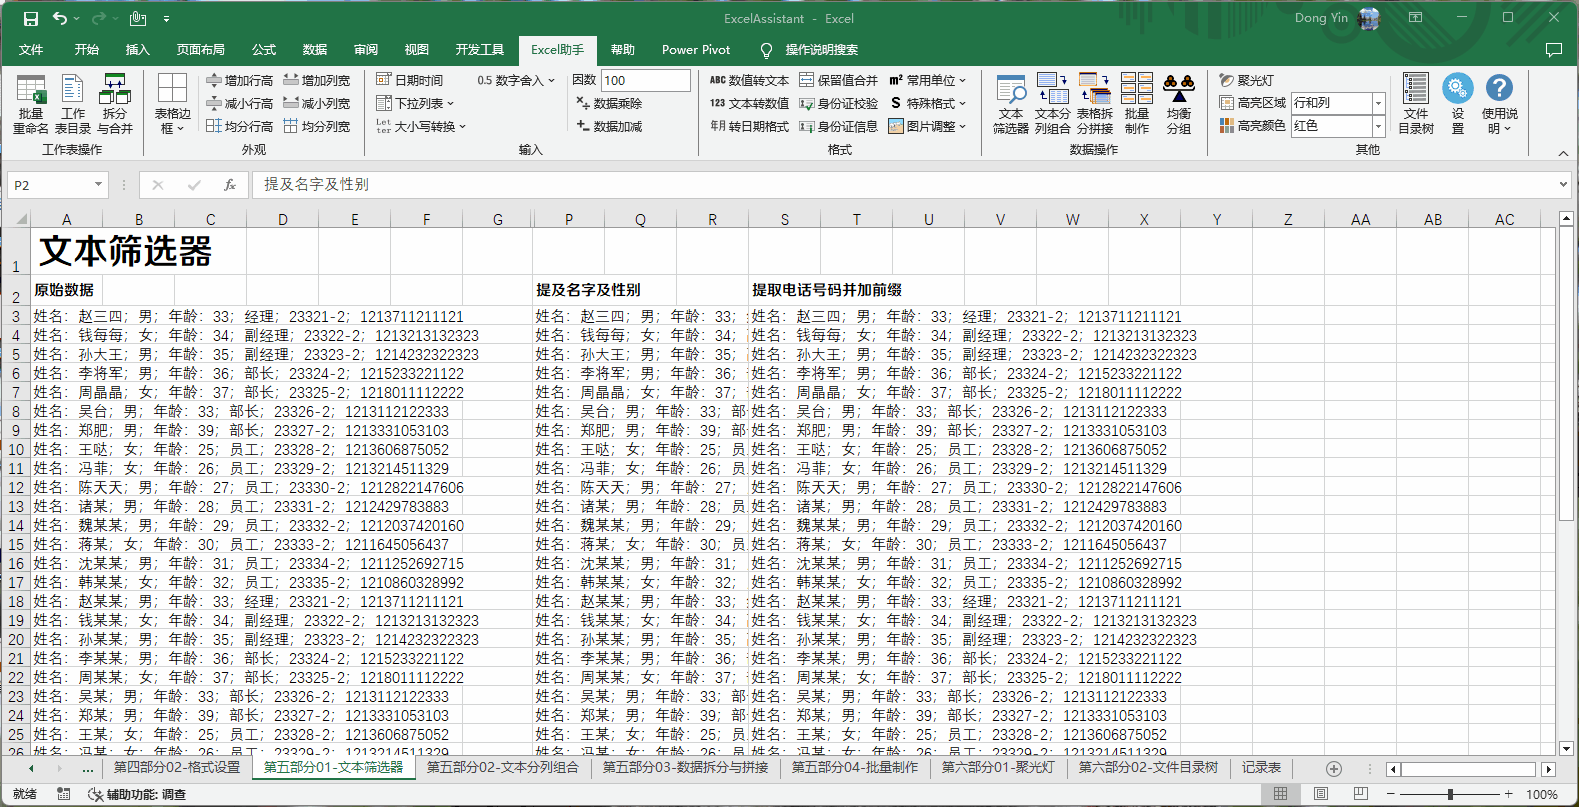 ExcelAssistant - Excel
Dong Yin
文件 开始 插入 页面布局 公式 数据 审阅 视图 开发工具 Excel助手 帮助 Power Pivot 操作说明搜索
批量重命名 工作表目录 拆分与合并 工作表操作
表格边框 增加行高 增加列宽 减小行高 减小列宽 均分行高 均分列宽 外观
日期时间 0.5 数字舍入 因数 100
下拉列表 数据乘除
Letter 大小写转换 数据加减
输入
ABC 数值转文本 保留值合并 m² 常用单位
123 文本转数值 身份证校验 S 特殊格式
年月 转日期格式 身份证信息 图片调整
格式
文本筛选器 文本分列组合 表格拆分拼接 批量制作 均衡分组 数据操作
聚光灯
高亮区域 行和列
高亮颜色 红色
文件目录树 设置 使用说明 其他
P2 fx 提及名字及性别
A B C D E F G P Q R S T U V W X Y Z AA AB AC
1 文本筛选器
2 原始数据 提及名字及性别 提取电话号码并加前缀
3 姓名：赵三四；男；年龄：33；经理；23321-2；1213711211121 姓名：赵三四；男；年龄：33； 姓名：赵三四；男；年龄：33；经理；23321-2；1213711211121
4 姓名：钱每每；女；年龄：34；副经理；23322-2；1213213132323 姓名：钱每每；女；年龄：34； 姓名：钱每每；女；年龄：34；副经理；23322-2；1213213132323
5 姓名：孙大王；男；年龄：35；副经理；23323-2；1214232322323 姓名：孙大王；男；年龄：35； 姓名：孙大王；男；年龄：35；副经理；23323-2；1214232322323
6 姓名：李将军；男；年龄：36；部长；23324-2；1215233221122 姓名：李将军；男；年龄：36； 姓名：李将军；男；年龄：36；部长；23324-2；1215233221122
7 姓名：周晶晶；女；年龄：37；部长；23325-2；1218011112222 姓名：周晶晶；女；年龄：37； 姓名：周晶晶；女；年龄：37；部长；23325-2；1218011112222
8 姓名：吴台；男；年龄：33；部长；23326-2；1213112122333 姓名：吴台；男；年龄：33；部 姓名：吴台；男；年龄：33；部长；23326-2；1213112122333
9 姓名：郑肥；男；年龄：39；部长；23327-2；1213331053103 姓名：郑肥；男；年龄：39；部 姓名：郑肥；男；年龄：39；部长；23327-2；1213331053103
10 姓名：王哒；女；年龄：25；员工；23328-2；1213606875052 姓名：王哒；女；年龄：25；员 姓名：王哒；女；年龄：25；员工；23328-2；1213606875052
11 姓名：冯菲；女；年龄：26；员工；23329-2；1213214511329 姓名：冯菲；女；年龄：26；员 姓名：冯菲；女；年龄：26；员工；23329-2；1213214511329
12 姓名：陈天天；男；年龄：27；员工；23330-2；1212822147606 姓名：陈天天；男；年龄：27； 姓名：陈天天；男；年龄：27；员工；23330-2；1212822147606
13 姓名：诸某；男；年龄：28；员工；23331-2；1212429783883 姓名：诸某；男；年龄：28；员 姓名：诸某；男；年龄：28；员工；23331-2；1212429783883
14 姓名：魏某某；男；年龄：29；员工；23332-2；1212037420160 姓名：魏某某；男；年龄：29； 姓名：魏某某；男；年龄：29；员工；23332-2；1212037420160
15 姓名：蒋某；女；年龄：30；员工；23333-2；1211645056437 姓名：蒋某；女；年龄：30；员 姓名：蒋某；女；年龄：30；员工；23333-2；1211645056437
16 姓名：沈某某；男；年龄：31；员工；23334-2；1211252692715 姓名：沈某某；男；年龄：31； 姓名：沈某某；男；年龄：31；员工；23334-2；1211252692715
17 姓名：韩某某；女；年龄：32；员工；23335-2；1210860328992 姓名：韩某某；女；年龄：32； 姓名：韩某某；女；年龄：32；员工；23335-2；1210860328992
18 姓名：赵某某；男；年龄：33；经理；23321-2；1213711211121 姓名：赵某某；男；年龄：33； 姓名：赵某某；男；年龄：33；经理；23321-2；1213711211121
19 姓名：钱某某；女；年龄：34；副经理；23322-2；1213213132323 姓名：钱某某；女；年龄：34； 姓名：钱某某；女；年龄：34；副经理；23322-2；1213213132323
20 姓名：孙某某；男；年龄：35；副经理；23323-2；1214232322323 姓名：孙某某；男；年龄：35； 姓名：孙某某；男；年龄：35；副经理；23323-2；1214232322323
21 姓名：李某某；男；年龄：36；部长；23324-2；1215233221122 姓名：李某某；男；年龄：36； 姓名：李某某；男；年龄：36；部长；23324-2；1215233221122
22 姓名：周某某；女；年龄：37；部长；23325-2；1218011112222 姓名：周某某；女；年龄：37； 姓名：周某某；女；年龄：37；部长；23325-2；1218011112222
23 姓名：吴某；男；年龄：33；部长；23326-2；1213112122333 姓名：吴某；男；年龄：33；部 姓名：吴某；男；年龄：33；部长；23326-2；1213112122333
24 姓名：郑某；男；年龄：39；部长；23327-2；1213331053103 姓名：郑某；男；年龄：39；部 姓名：郑某；男；年龄：39；部长；23327-2；1213331053103
25 姓名：王某；女；年龄：25；员工；23328-2；1213606875052 姓名：王某；女；年龄：25；员 姓名：王某；女；年龄：25；员工；23328-2；1213606875052
26 姓名：冯某；女；年龄：26；员工；23329-2；1213214511329 姓名：冯某；女；年龄：26；员 姓名：冯某；女；年龄：26；员工；23329-2；1213214511329
... 第四部分02-格式设置 第五部分01-文本筛选器 第五部分02-文本分列组合 第五部分03-数据拆分与拼接 第五部分04-批量制作 第六部分01-聚光灯 第六部分02-文件目录树 记录表
就绪 辅助功能: 调查 100%